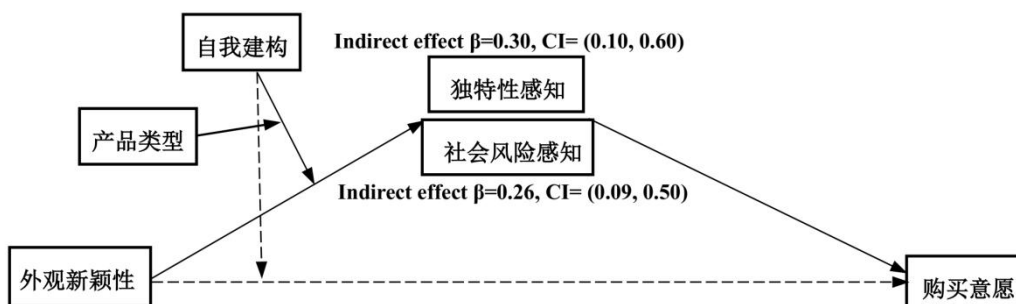 自我建构
Indirect effect β=0.30, CI= (0.10, 0.60)
独特性感知
产品类型
社会风险感知
Indirect effect β=0.26, CI= (0.09, 0.50)
外观新颖性
购买意愿